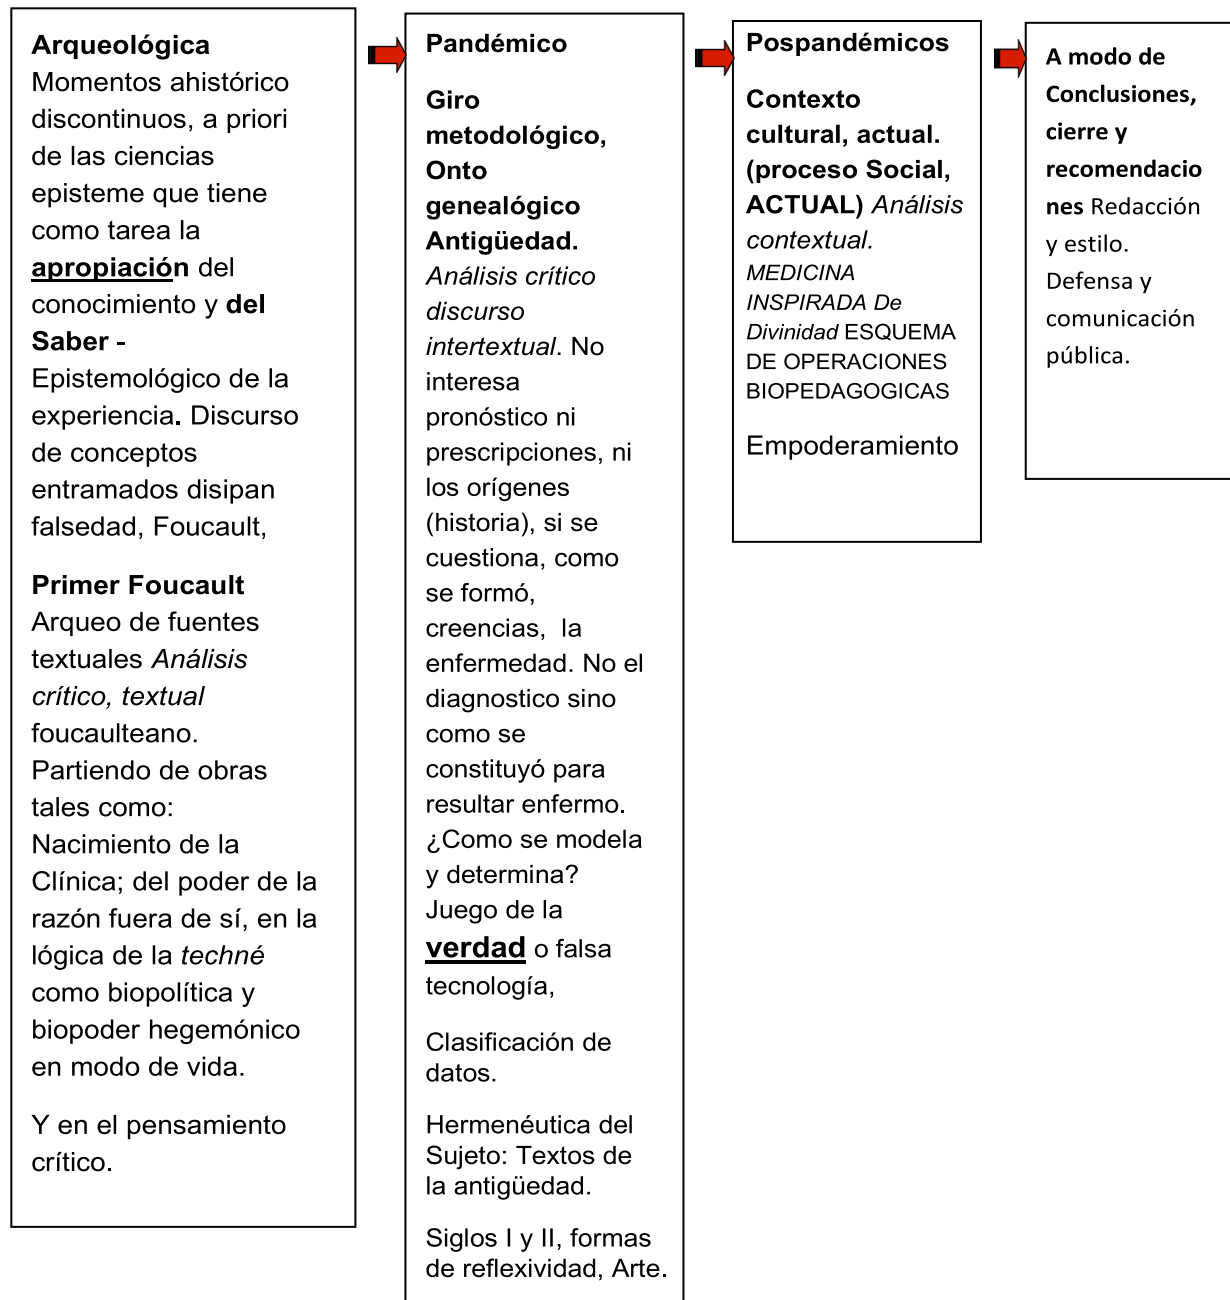 Arqueológica
Momentos ahistórico
discontinuos, a priori
de las ciencias
episteme que tiene
como tarea la
apropiación del
conocimiento y del
Saber -
Epistemológico de la
experiencia. Discurso
de conceptos
entramados disipan
falsedad, Foucault,
Primer Foucault
Arqueo de fuentes
textuales Análisis
crítico, textual
foucaulteano.
Partiendo de obras
tales como:
Nacimiento de la
Clínica; del poder de la
razón fuera de sí, en la
lógica de la techné
como biopolítica y
biopoder hegemónico
en modo de vida.
Y en el pensamiento
crítico.
Pandémico
Giro
metodológico,
Onto
genealógico
Antigüedad.
Análisis crítico
discurso
intertextual. No
interesa
pronóstico ni
prescripciones, ni
los orígenes
(historia), si se
cuestiona, como
se formó,
creencias, la
enfermedad. No el
diagnostico sino
como se
constituyó para
resultar enfermo.
¿Como se modela
y determina?
Juego de la
verdad o falsa
tecnología,
Clasificación de
datos.
Hermenéutica del
Sujeto: Textos de
la antigüedad.
Siglos I y II, formas
de reflexividad, Arte.
Pospandémicos
Contexto
cultural, actual.
(proceso Social,
ACTUAL) Análisis
contextual.
MEDICINA
INSPIRADA De
Divinidad ESQUEMA
DE OPERACIONES
BIOPEDAGOGICAS
Empoderamiento
A modo de
Conclusiones,
cierre y
recomendacio
nes Redacción
y estilo.
Defensa y
comunicación
pública.